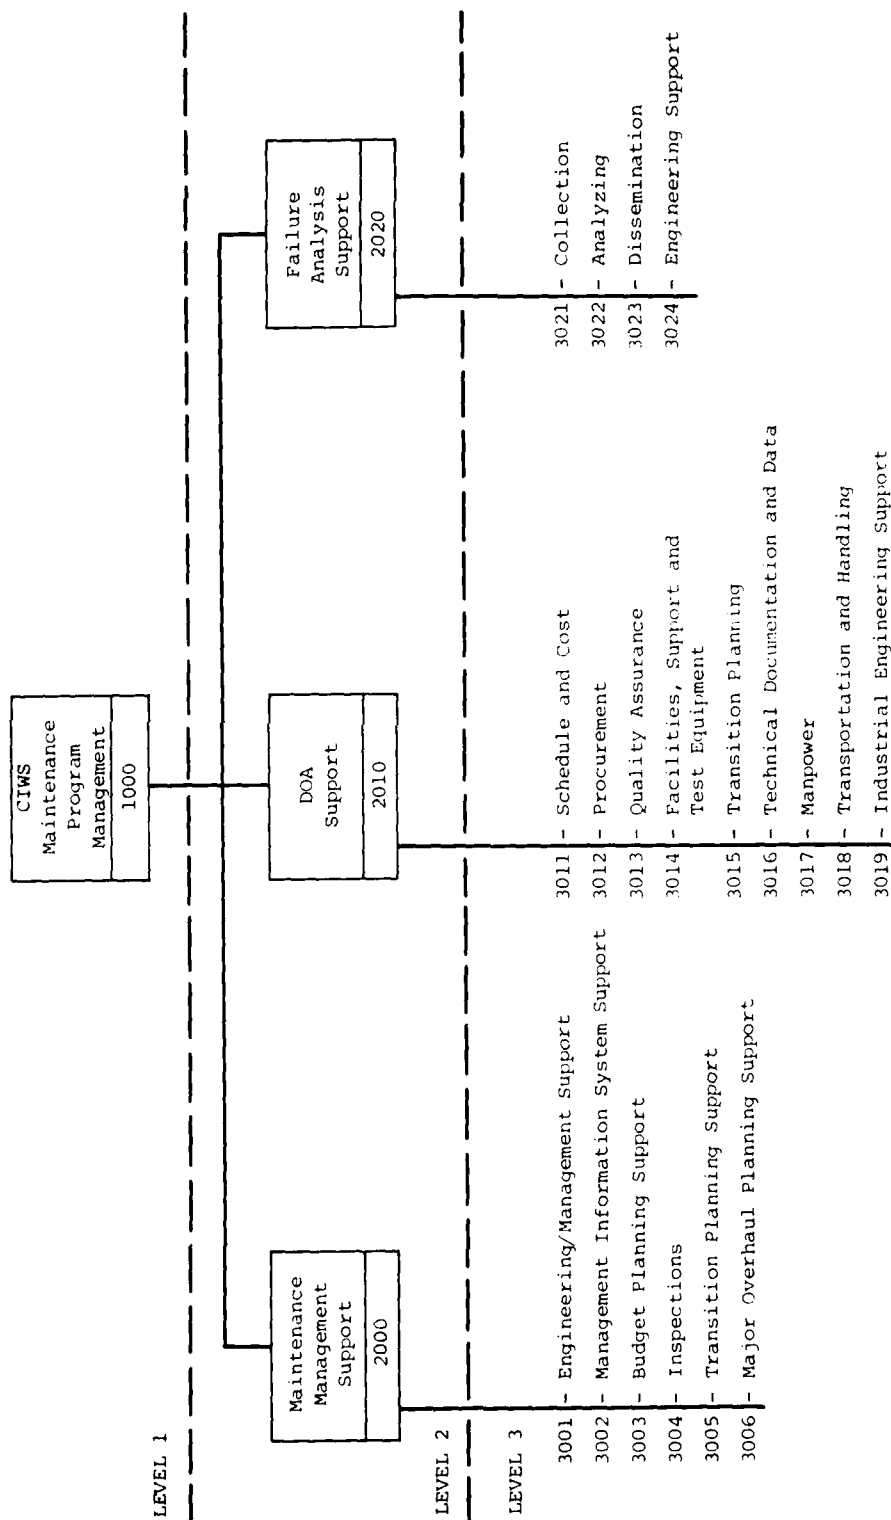 CIWS
Maintenance
Program
Management
1000
LEVEL 1
Maintenance
Management
Support
2000
DOA
Support
2010
Failure
Analysis
Support
2020
LEVEL 2
LEVEL 3
3001 - Engineering/Management Support
3002 - Management Information System Support
3003 - Budget Planning Support
3004 - Inspections
3005 - Transition Planning Support
3006 - Major Overhaul Planning Support
3011 - Schedule and Cost
3012 - Procurement
3013 - Quality Assurance
3014 - Facilities, Support and
Test Equipment
3015 - Transition Planning
3016 - Technical Documentation and Data
3017 - Manpower
3018 - Transportation and Handling
3019 - Industrial Engineering Support
3021 - Collection
3022 - Analyzing
3023 - Dissemination
3024 - Engineering Support